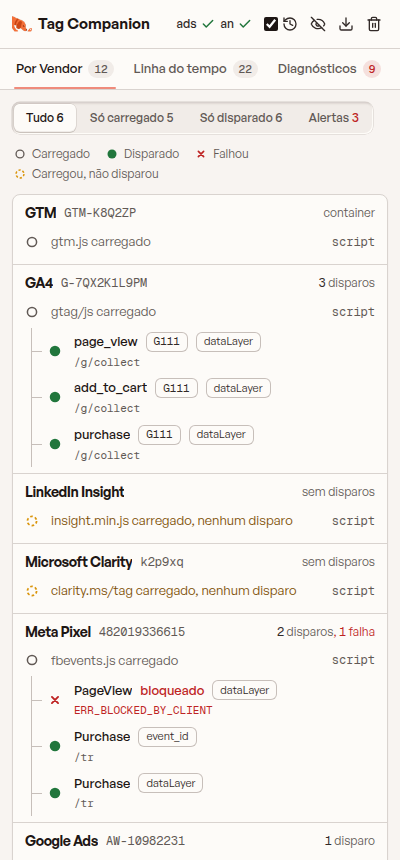 Tag Companion ads an
Por Vendor 12 Linha do tempo 22 Diagnósticos 9
Tudo 6 Só carregado 5 Só disparado 6 Alertas 3
Carregado Disparado Falhou
Carregou, não disparou
GTM GTM-K8Q2ZP container
gtm.js carregado script
GA4 G-7QX2K1L9PM 3 disparos
gtag/js carregado script
page_view G111 dataLayer
/g/collect
add_to_cart G111 dataLayer
/g/collect
purchase G111 dataLayer
/g/collect
LinkedIn Insight sem disparos
insight.min.js carregado, nenhum disparo script
Microsoft Clarity k2p9xq sem disparos
clarity.ms/tag carregado, nenhum disparo script
Meta Pixel 482019336615 2 disparos, 1 falha
fbevents.js carregado script
PageView bloqueado dataLayer
ERR_BLOCKED_BY_CLIENT
Purchase event_id
/tr
Purchase dataLayer
/tr
Google Ads AW-10982231 1 disparo